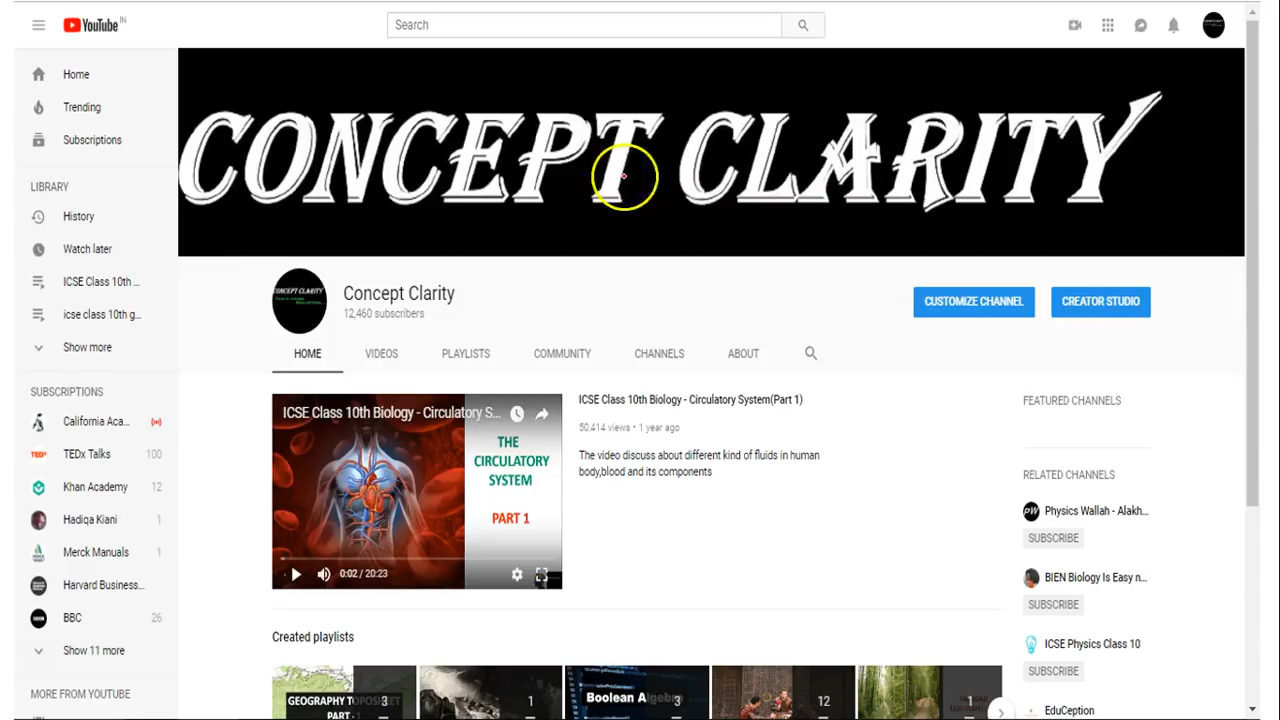 YouTube IN
Search
Home
Trending
Subscriptions
LIBRARY
History
Watch later
ICSE Class 10th ...
icse class 10th g...
Show more
SUBSCRIPTIONS
California Aca...
TEDx Talks 100
Khan Academy 12
Hadiqa Kiani 1
Merck Manuals 1
Harvard Business...
BBC 26
Show 11 more
MORE FROM YOUTUBE
CONCEPT CLARITY
CONCEPT CLARITY
Concept Clarity
12,460 subscribers
CUSTOMIZE CHANNEL
CREATOR STUDIO
HOME
VIDEOS
PLAYLISTS
COMMUNITY
CHANNELS
ABOUT
ICSE Class 10th Biology - Circulatory S...
THE
CIRCULATORY
SYSTEM
PART 1
0:02 / 20:23
ICSE Class 10th Biology - Circulatory System(Part 1)
50,414 views • 1 year ago
The video discuss about different kind of fluids in human
body,blood and its components
Created playlists
GEOGRAPHY
PART -
3
1
Boolean Algebra
3
12
1
FEATURED CHANNELS
RELATED CHANNELS
PW
Physics Wallah - Alakh...
SUBSCRIBE
BIEN Biology Is Easy n...
SUBSCRIBE
ICSE Physics Class 10
SUBSCRIBE
EduCeption